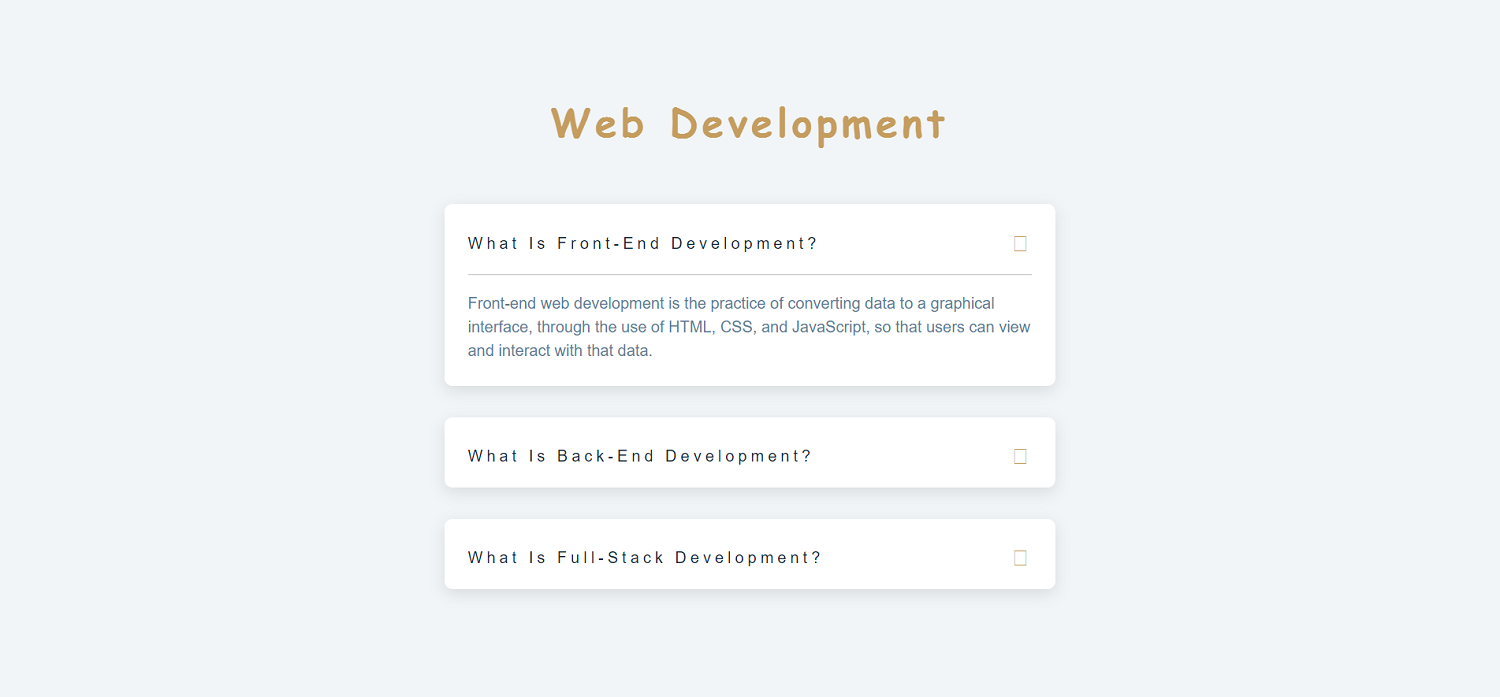 Web Development
What Is Front-End Development?
Front-end web development is the practice of converting data to a graphical
interface, through the use of HTML, CSS, and JavaScript, so that users can view
and interact with that data.
What Is Back-End Development?
What Is Full-Stack Development?